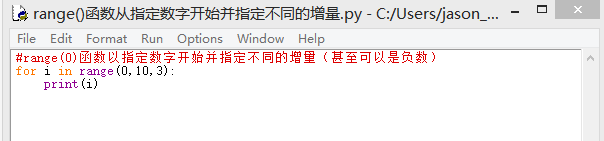 range()函数从指定数字开始并指定不同的增量.py - C:/Users/jason_...
File Edit Format Run Options Window Help
#range(0)函数以指定数字开始并指定不同的增量（甚至可以是负数）
for i in range(0,10,3):
    print(i)